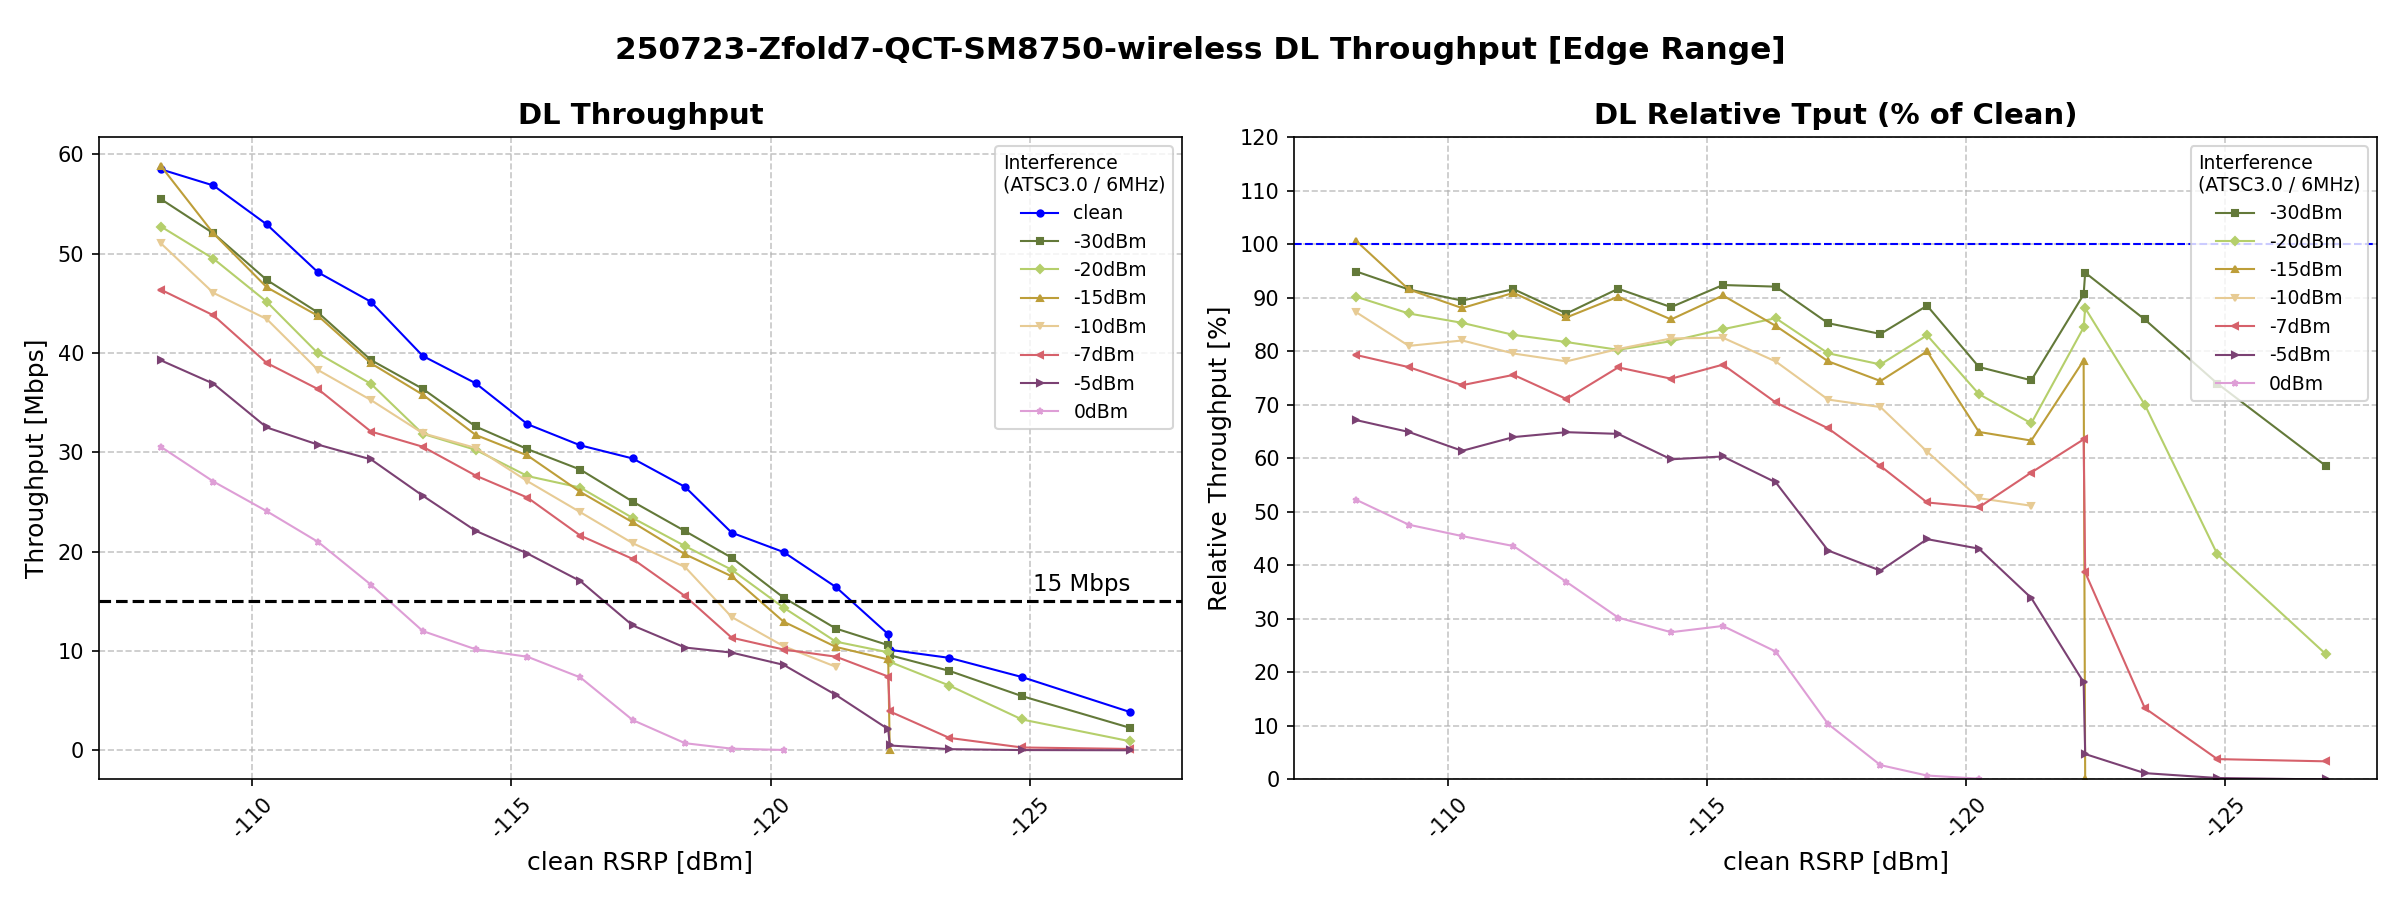 250723-Zfold7-QCT-SM8750-wireless DL Throughput [Edge Range]
DL Throughput
Throughput [Mbps]
60
50
40
30
20
10
0
-110
-115
-120
-125
clean RSRP [dBm]
15 Mbps
Interference
(ATSC3.0 / 6MHz)
clean
-30dBm
-20dBm
-15dBm
-10dBm
-7dBm
-5dBm
0dBm
DL Relative Tput (% of Clean)
Relative Throughput [%]
120
110
100
90
80
70
60
50
40
30
20
10
0
-110
-115
-120
-125
clean RSRP [dBm]
Interference
(ATSC3.0 / 6MHz)
-30dBm
-20dBm
-15dBm
-10dBm
-7dBm
-5dBm
0dBm